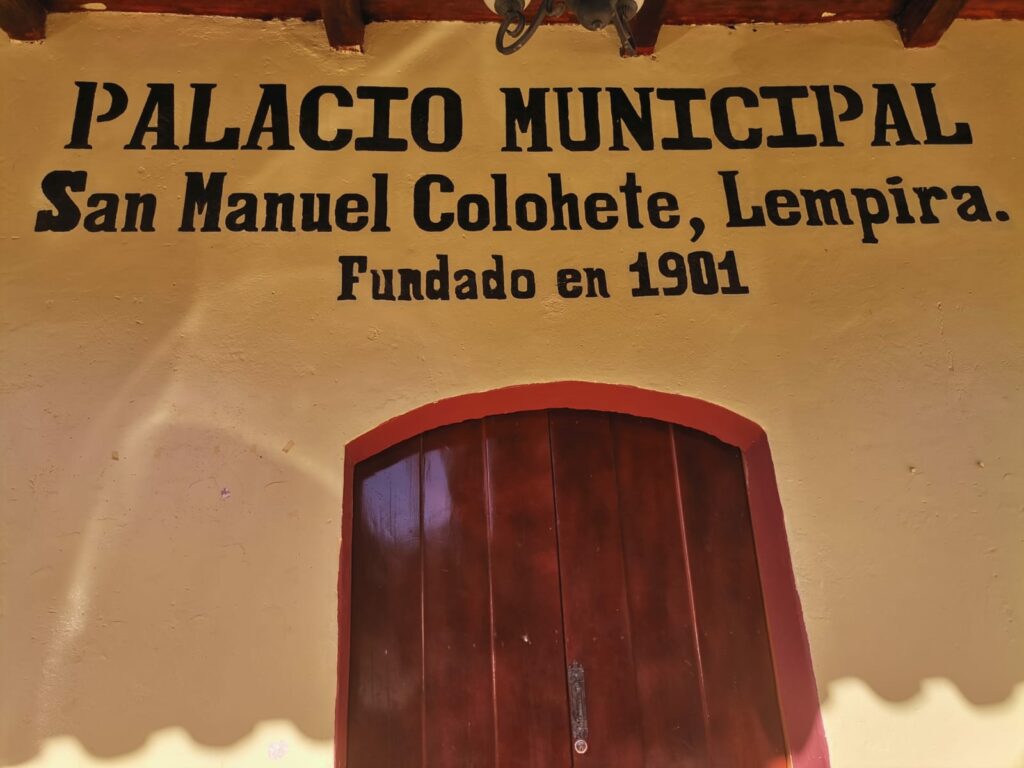 PALACIO MUNICIPAL
San Manuel Colohete, Lempira.
Fundado en 1901